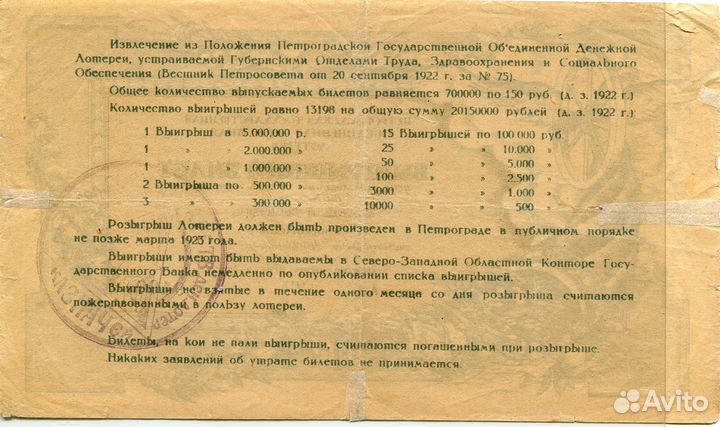 Извлечение из Положения Петроградской Государственной Об'единенной Денежной
Лотереи, устраиваемой Губернскими Отделами Труда, Здравоохранения и Социального
Обеспечения (Вестник Петросовета от 20 сентября 1922 г. за № 75).
Общее количество выпускаемых билетов равняется 700000 по 150 руб. (д. з. 1922 г.)
Количество выигрышей равно 13198 на общую сумму 20150000 рублей (д. з. 1922 г.)
1 Выигрыш в 5.000.000 р. 15 Выигрышей по 100 000 руб.
1 „ „ 2.000.000 „ 25 „ „ 10.000 „
1 „ „ 1.000.000 „ 50 „ „ 5.000 „
2 Выигрыша по 500.000 „ 100 „ „ 2.500 „
3 „ „ 300.000 „ 3000 „ „ 1.000 „
10000 „ „ 500 „
Розыгрыш Лотереи должен быть произведен в Петрограде в публичном порядке
не позже марта 1923 года.
Выигрыши имеют быть выдаваемы в Северо-Западной Областной Конторе Госу-
дарственного Банка немедленно по опубликовании списка выигрышей.
Выигрыши не взятые в течение одного месяца со дня розыгрыша считаются
пожертвованными в пользу лотереи.
Билеты, на кои не пали выигрыши, считаются погашенными при розыгрыше.
Никаких заявлений об утрате билетов не принимается.
Avito